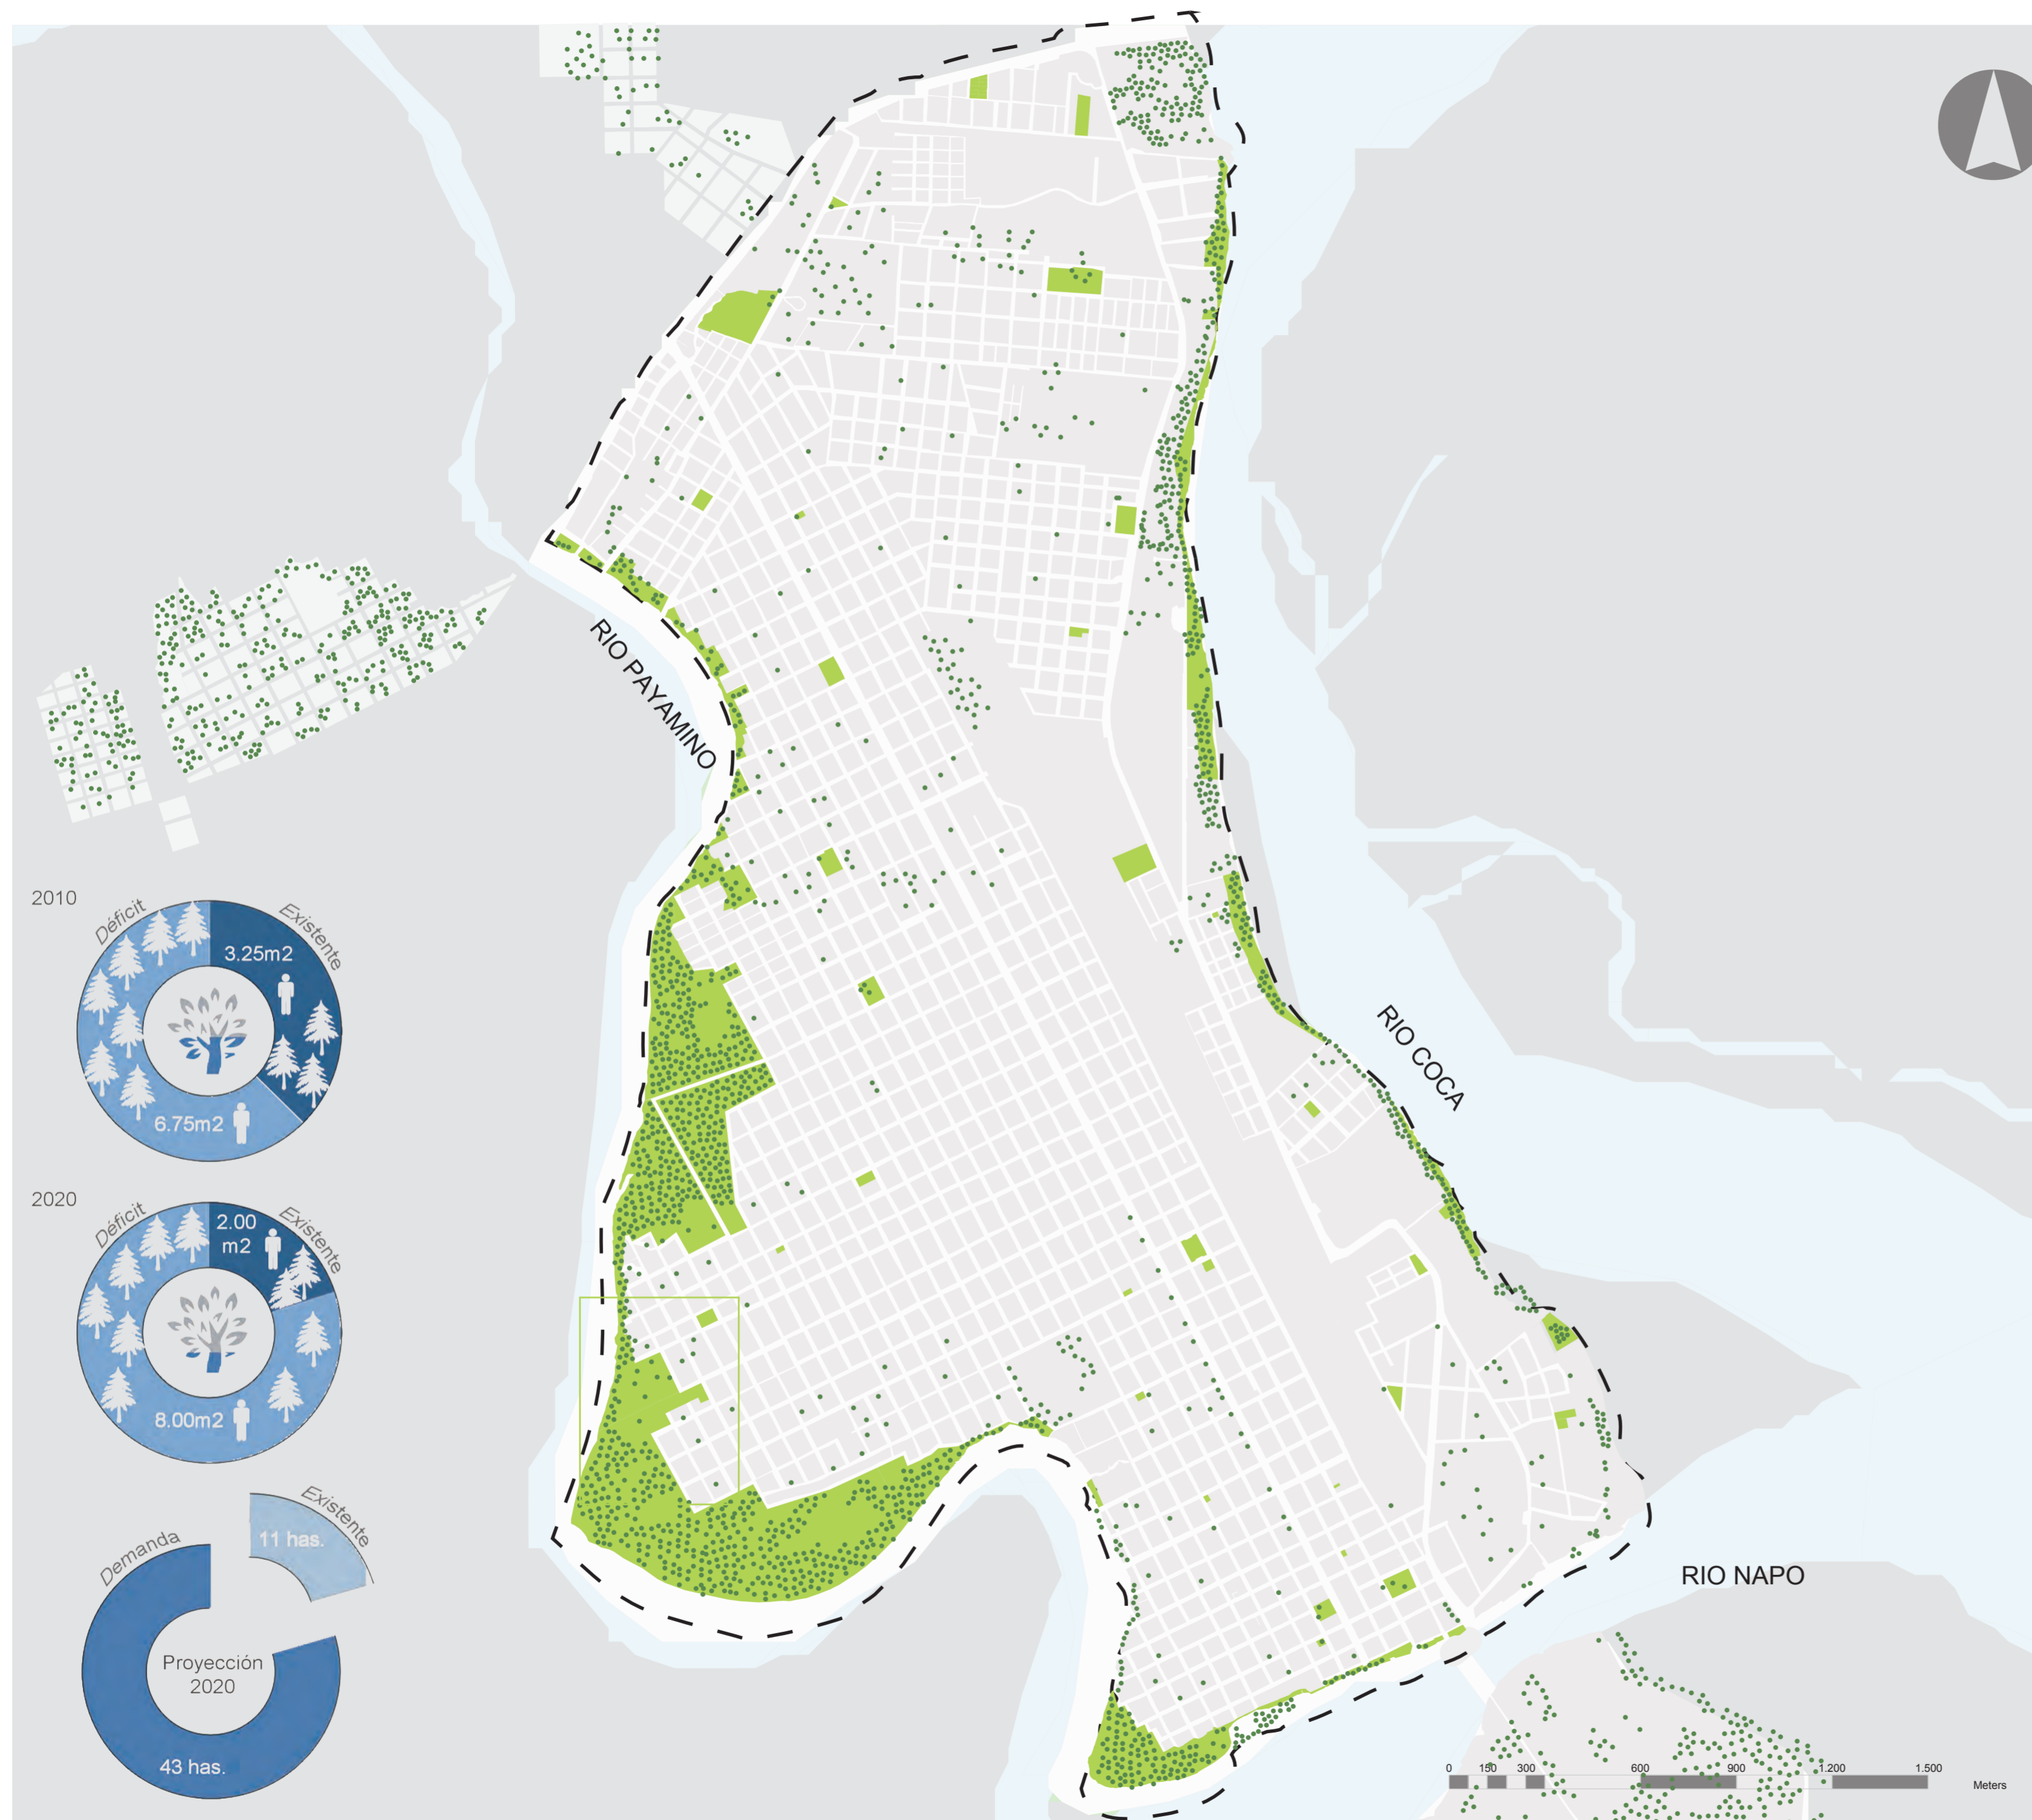 RIO PAYAMINO
RIO COCA
RIO NAPO
2010
Déficit
Existente
3.25m2
6.75m2
2020
Déficit
Existente
2.00
m2
8.00m2
Existente
11 has.
Demanda
Proyección
2020
43 has.
0 150 300 600 900 1.200 1.500
Meters